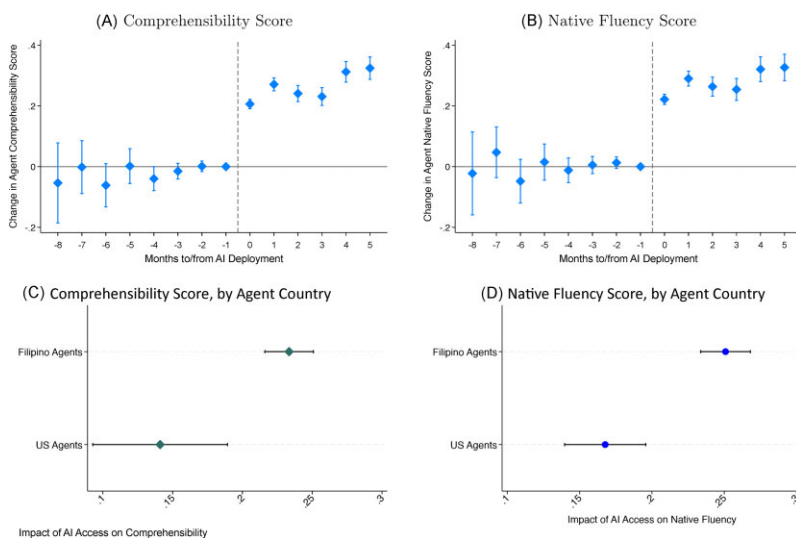 (A) Comprehensibility Score
Change in Agent Comprehensibility Score
.4
.2
0
-.2
-8 -7 -6 -5 -4 -3 -2 -1 0 1 2 3 4 5
Months to/from AI Deployment
(B) Native Fluency Score
Change in Agent Native Fluency Score
.4
.2
0
-.2
-8 -7 -6 -5 -4 -3 -2 -1 0 1 2 3 4 5
Months to/from AI Deployment
(C) Comprehensibility Score, by Agent Country
Filipino Agents
US Agents
.1 .15 .2 .25 .3
Impact of AI Access on Comprehensibility
(D) Native Fluency Score, by Agent Country
Filipino Agents
US Agents
.1 .15 .2 .25 .3
Impact of AI Access on Native Fluency